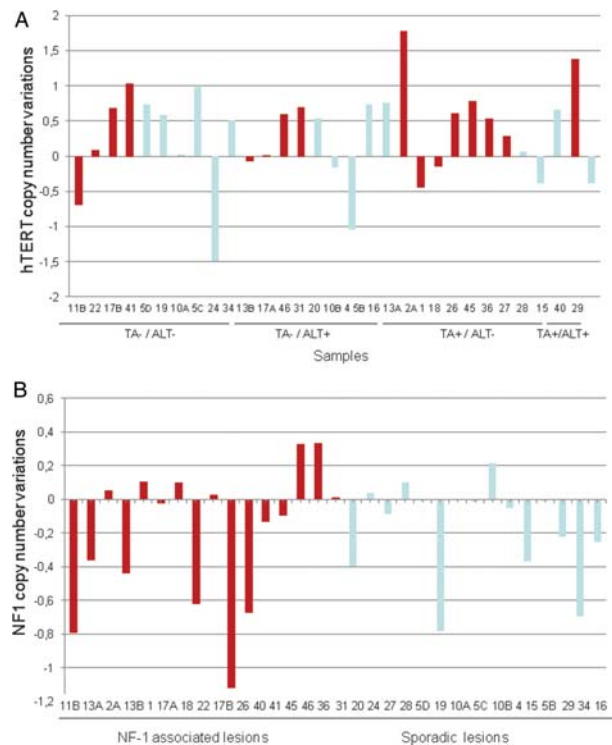 A
hTERT copy number variations
2
1,5
1
0,5
0
-0,5
-1
-1,5
-2
11B 22 17B 41 5D 19 10A 5C 24 34 13B 17A 46 31 20 10B 4 5B 16 13A 2A 1 18 26 45 36 27 28 15 40 29
TA- / ALT- TA- / ALT+ TA+ / ALT- TA+/ALT+
Samples
B
NF1 copy number variations
0,6
0,4
0,2
0
-0,2
-0,4
-0,6
-0,8
-1
-1,2
11B 13A 2A 13B 1 17A 18 22 17B 26 40 41 45 46 36 31 20 24 27 28 5D 19 10A 5C 10B 4 15 5B 29 34 16
NF-1 associated lesions Sporadic lesions